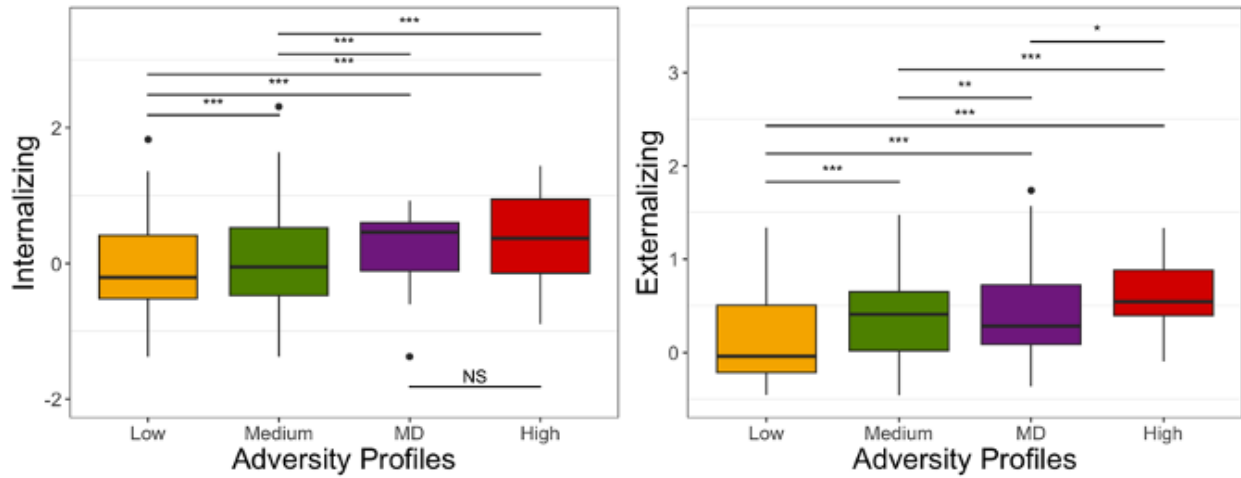 ***
***
***
***
***
Internalizing
2
0
-2
NS
Low Medium MD High
Adversity Profiles
*
***
**
***
***
***
Externalizing
3
2
1
0
Low Medium MD High
Adversity Profiles